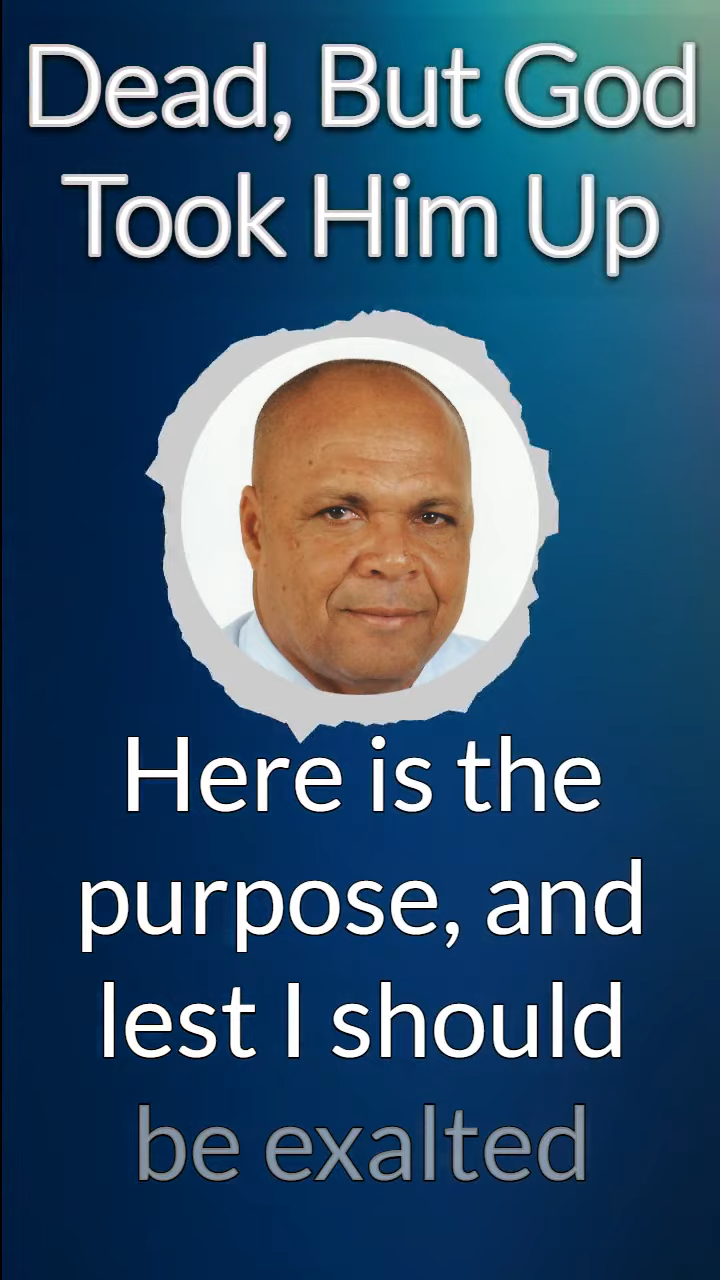 Dead, But God
Took Him Up
Here is the
purpose, and
lest I should
be exalted